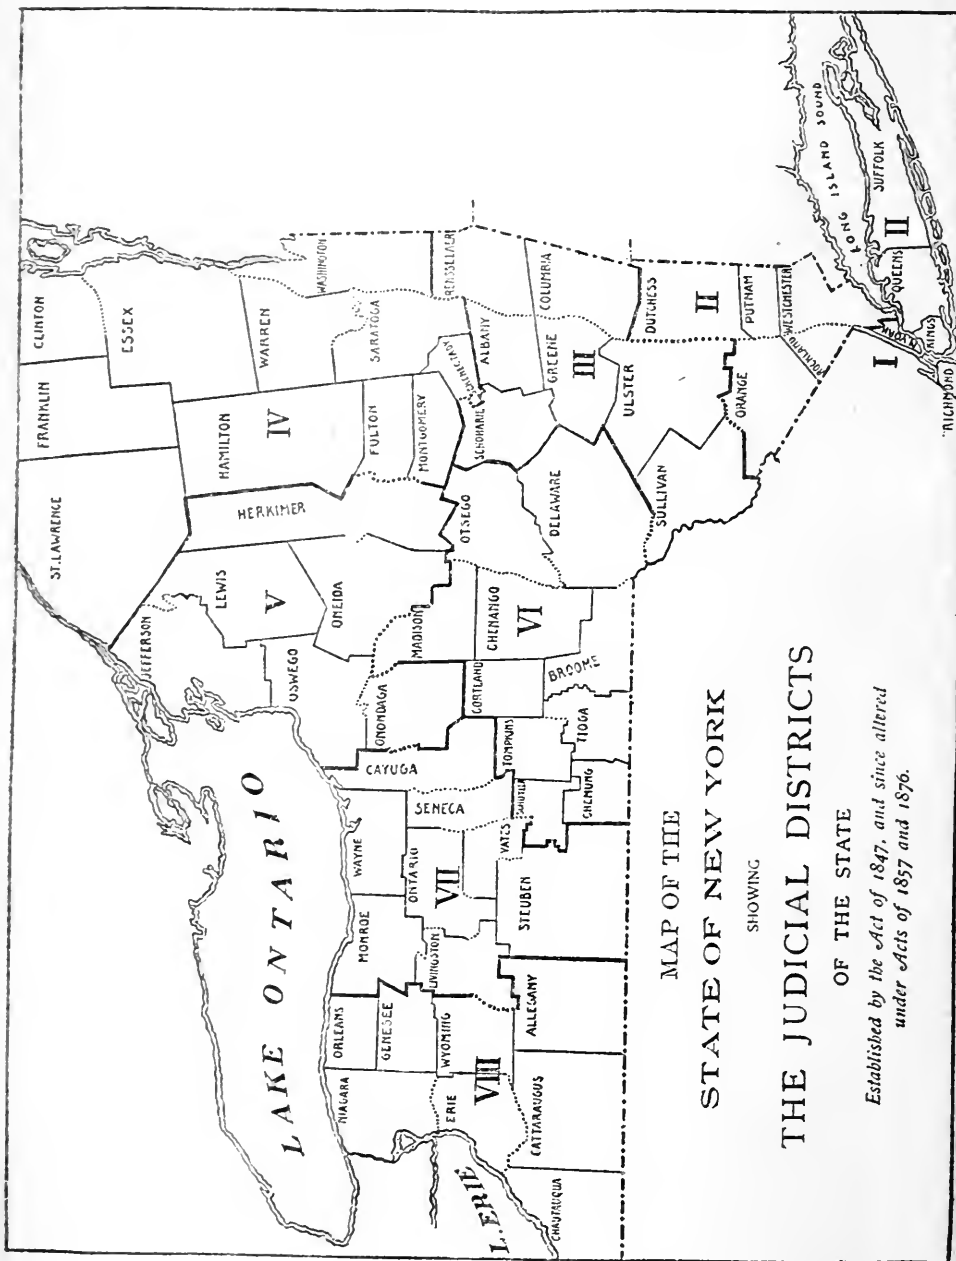 MAP OF THE
STATE OF NEW YORK
SHOWING
THE JUDICIAL DISTRICTS
OF THE STATE
Established by the Act of 1847, and since altered
under Acts of 1857 and 1876.
LAKE ONTARIO
L. ERIE
LONG ISLAND SOUND
ST. LAWRENCE
FRANKLIN
CLINTON
ESSEX
JEFFERSON
LEWIS
HERKIMER
HAMILTON
IV
WARREN
WASHINGTON
OSWEGO
V
ONEIDA
FULTON
SARATOGA
MONTGOMERY
SCHENECTADY
NIAGARA
ORLEANS
MONROE
WAYNE
CAYUGA
ONONDAGA
MADISON
OTSEGO
SCHOHARIE
ALBANY
RENSSELAER
GENESEE
LIVINGSTON
ONTARIO
SENECA
VII
YATES
ERIE
WYOMING
VIII
CORTLAND
CHENANGO
VI
DELAWARE
GREENE
COLUMBIA
III
CHAUTAUQUA
CATTARAUGUS
ALLEGANY
STEUBEN
SCHUYLER
TOMPKINS
CHEMUNG
TIOGA
BROOME
ULSTER
DUTCHESS
II
SULLIVAN
ORANGE
PUTNAM
ROCKLAND
WESTCHESTER
I
N. YORK
RICHMOND
KINGS
QUEENS
SUFFOLK
II